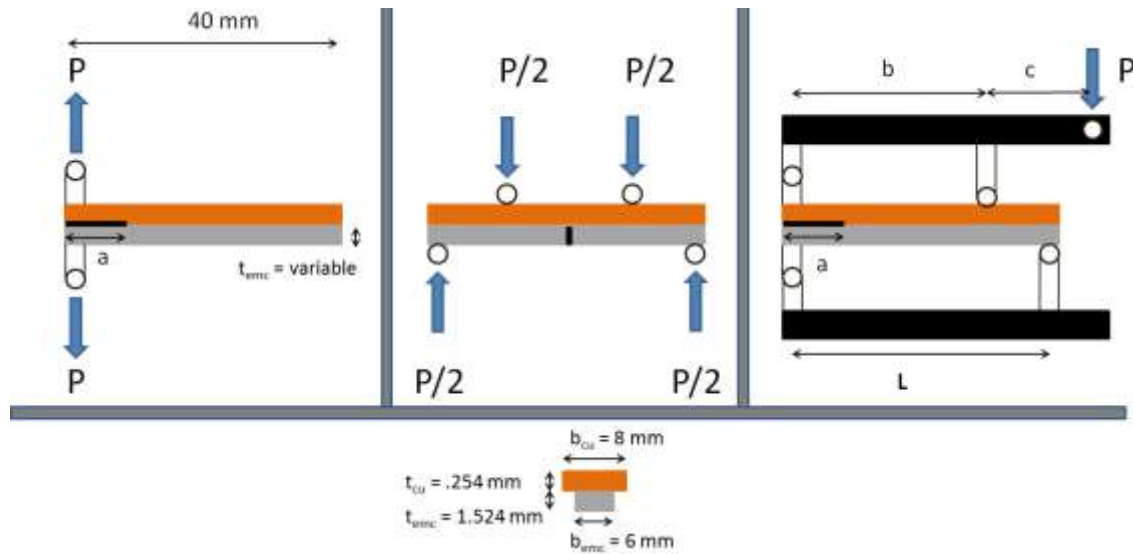 40 mm
P
a
t_emc = variable
P
P/2 P/2
P/2 P/2
b c P
a
L
b_cu = 8 mm
t_cu = .254 mm
t_emc = 1.524 mm
b_emc = 6 mm